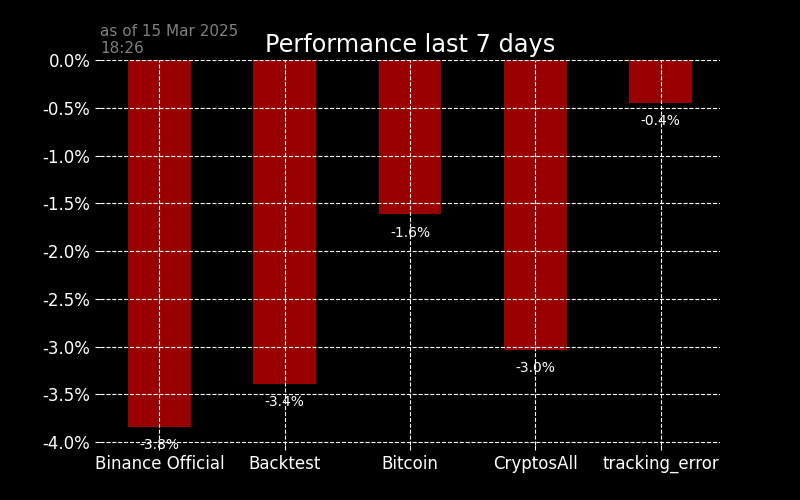 as of 15 Mar 2025
18:26
Performance last 7 days
0.0%
-0.5%
-1.0%
-1.5%
-2.0%
-2.5%
-3.0%
-3.5%
-4.0%
-3.8%
-3.4%
-1.6%
-3.0%
-0.4%
Binance Official
Backtest
Bitcoin
CryptosAll
tracking_error